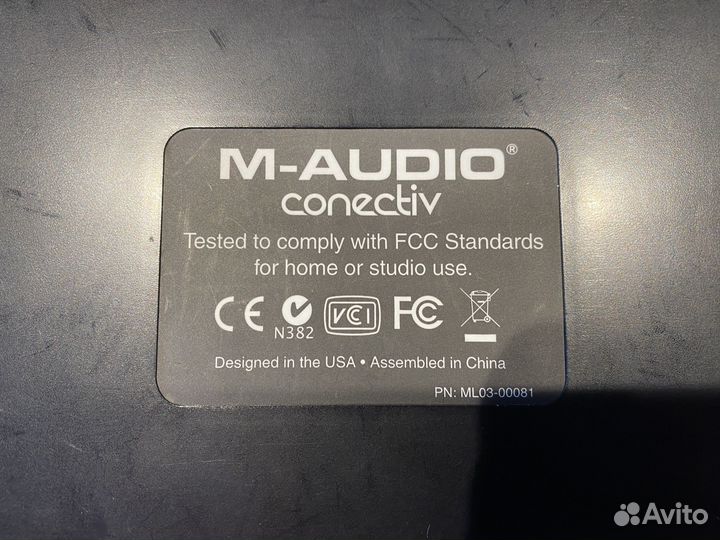 M-AUDIO®
conectiv
Tested to comply with FCC Standards
for home or studio use.
CE N382 VCI FC
Designed in the USA • Assembled in China
PN: ML03-00081
Avito